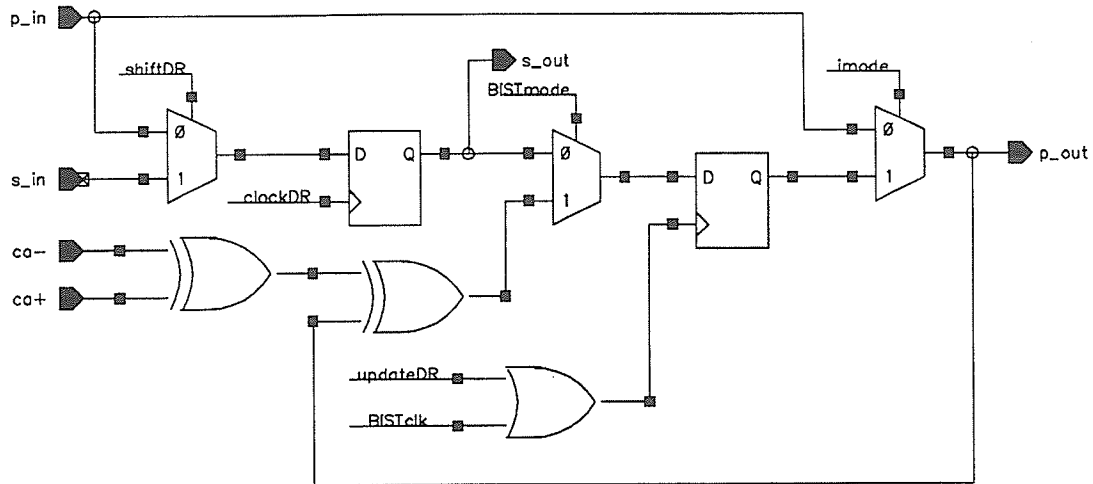 p_in
shiftDR
s_out
BISTmode
imode
Ø
1
D Q
Ø
1
D Q
Ø
1
p_out
s_in
clockDR
ca-
ca+
updateDR
BISTclk